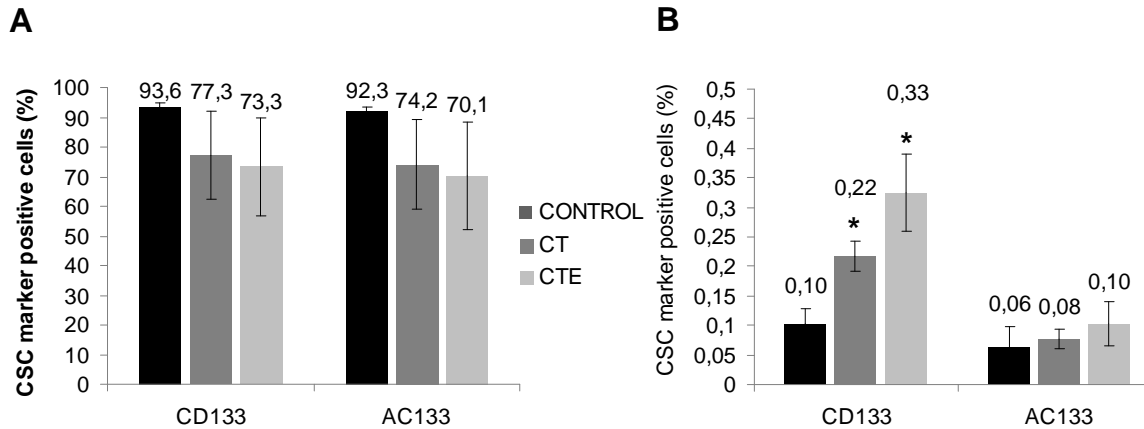 A
CSC marker positive cells (%)
100
90
80
70
60
50
40
30
20
10
0
93,6 77,3 73,3
92,3 74,2 70,1
CD133
AC133
CONTROL
CT
CTE
B
CSC marker positive cells (%)
0,5
0,45
0,4
0,35
0,3
0,25
0,2
0,15
0,1
0,05
0
0,10
0,22
*
0,33
*
0,06 0,08 0,10
CD133
AC133